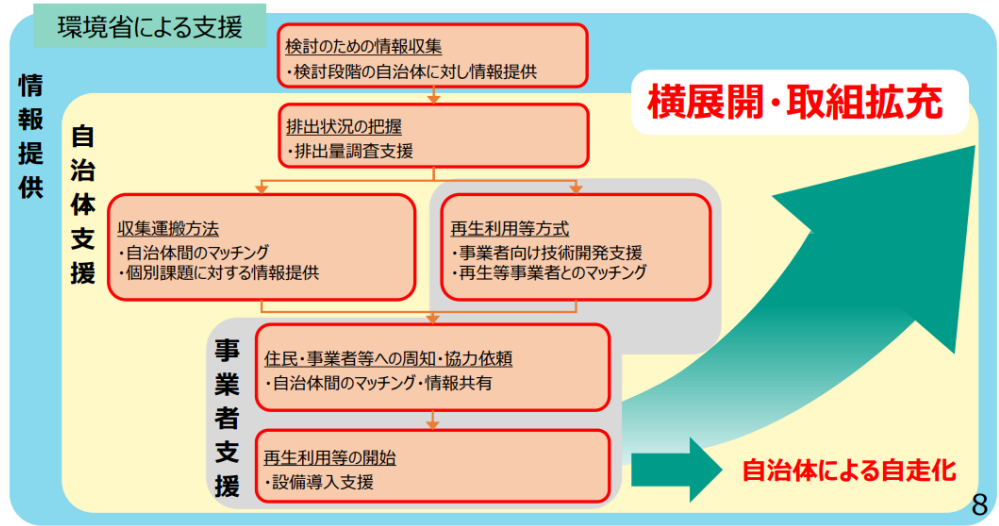 環境省による支援
情報提供
検討のための情報収集
・検討段階の自治体に対し情報提供
横展開・取組拡充
自治体支援
排出状況の把握
・排出量調査支援
収集運搬方法
・自治体間のマッチング
・個別課題に対する情報提供
再生利用等方式
・事業者向け技術開発支援
・再生等事業者とのマッチング
事業者支援
住民・事業者等への周知・協力依頼
・自治体間のマッチング・情報共有
再生利用等の開始
・設備導入支援
自治体による自走化
8